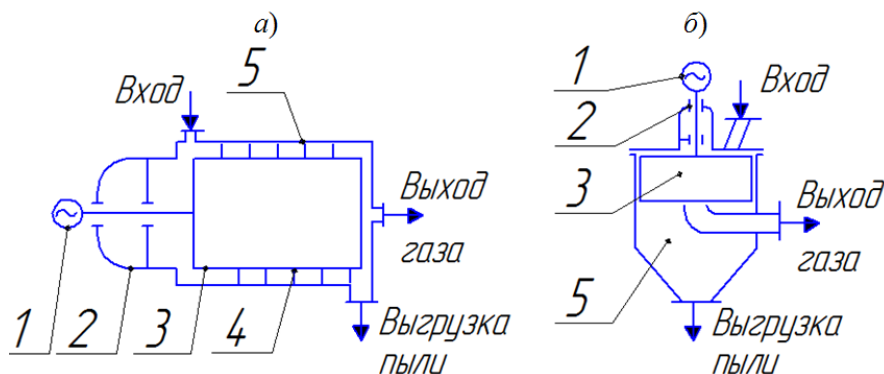 а)
5
Вход
Выход
газа
1
2
3
4
Выгрузка
пыли
б)
1
Вход
2
3
Выход
газа
5
Выгрузка
пыли